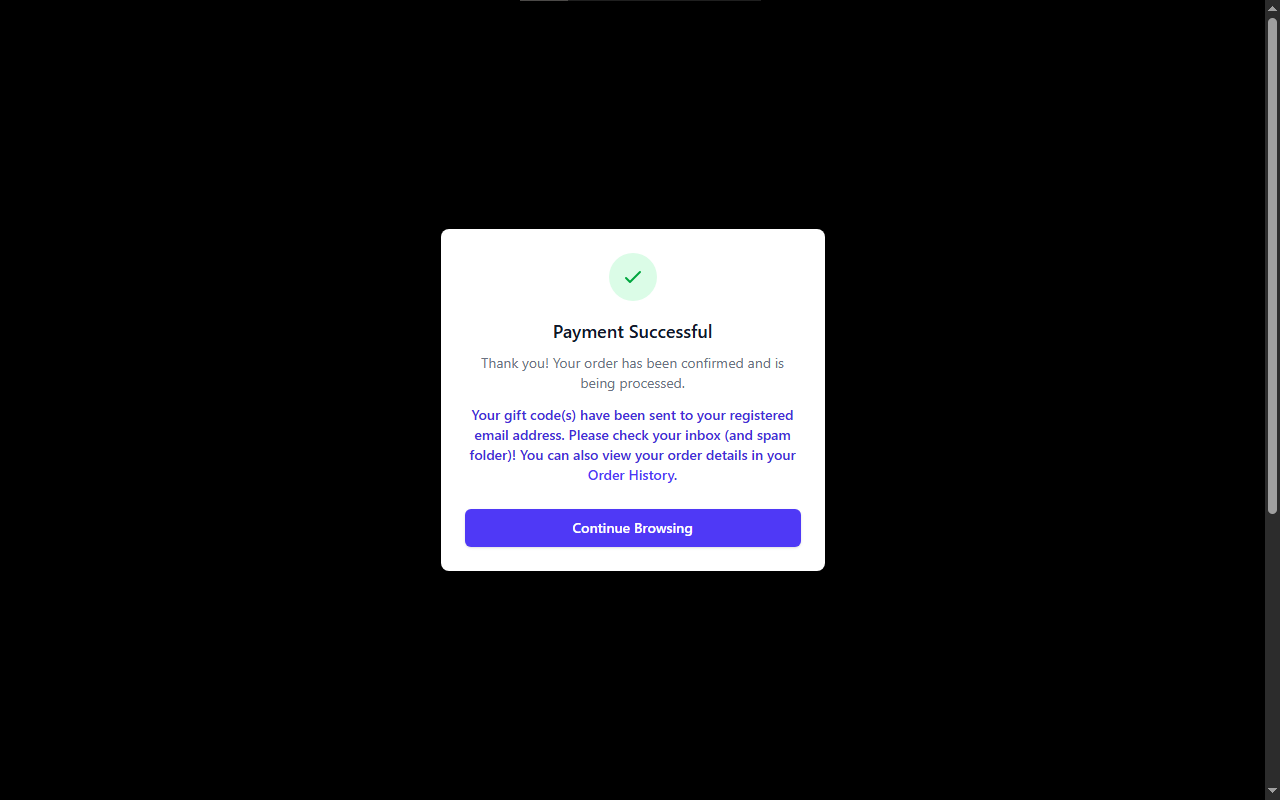 Payment Successful
Thank you! Your order has been confirmed and is
being processed.
Your gift code(s) have been sent to your registered
email address. Please check your inbox (and spam
folder)! You can also view your order details in your
Order History.
Continue Browsing